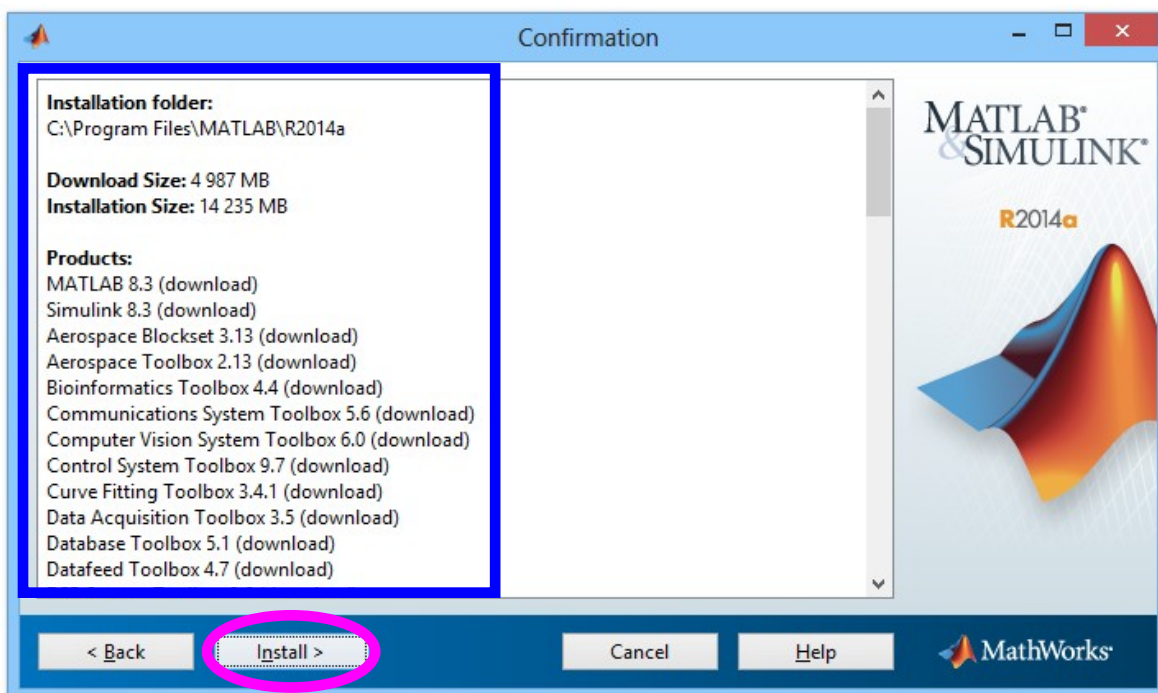 Confirmation
Installation folder:
C:\Program Files\MATLAB\R2014a
Download Size: 4 987 MB
Installation Size: 14 235 MB
Products:
MATLAB 8.3 (download)
Simulink 8.3 (download)
Aerospace Blockset 3.13 (download)
Aerospace Toolbox 2.13 (download)
Bioinformatics Toolbox 4.4 (download)
Communications System Toolbox 5.6 (download)
Computer Vision System Toolbox 6.0 (download)
Control System Toolbox 9.7 (download)
Curve Fitting Toolbox 3.4.1 (download)
Data Acquisition Toolbox 3.5 (download)
Database Toolbox 5.1 (download)
Datafeed Toolbox 4.7 (download)
MATLAB®
&SIMULINK®
R2014a
< Back
Install >
Cancel
Help
MathWorks®